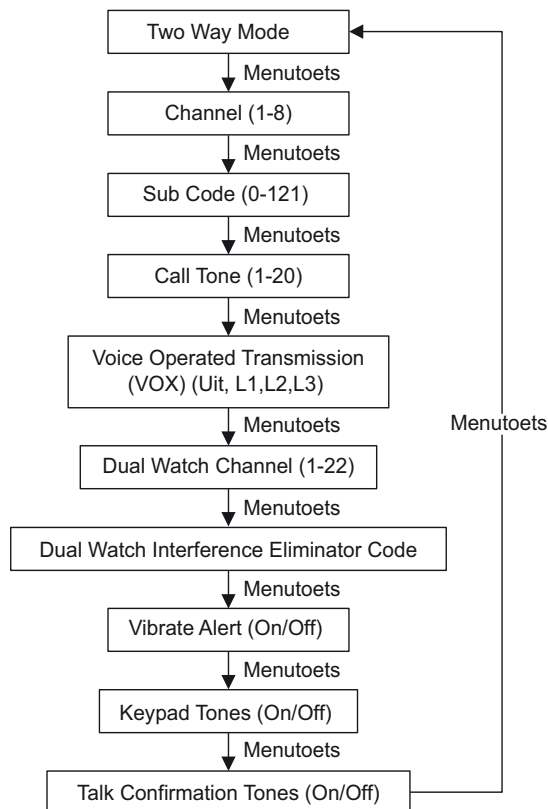 Two Way Mode
Menutoets
Channel (1-8)
Menutoets
Sub Code (0-121)
Menutoets
Call Tone (1-20)
Menutoets
Voice Operated Transmission
(VOX) (Uit, L1,L2,L3)
Menutoets
Menutoets
Dual Watch Channel (1-22)
Menutoets
Dual Watch Interference Eliminator Code
Menutoets
Vibrate Alert (On/Off)
Menutoets
Keypad Tones (On/Off)
Menutoets
Talk Confirmation Tones (On/Off)